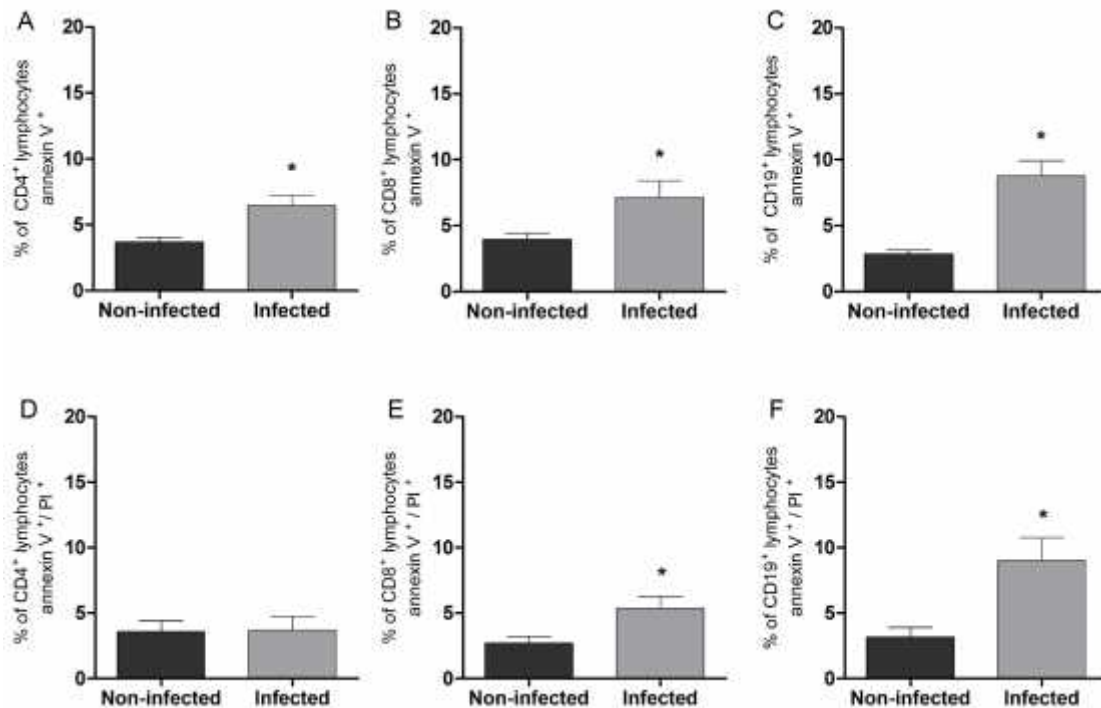 A
% of CD4⁺ lymphocytes
annexin V ⁺
20
15
10
5
0
*
Non-infected
Infected
B
% of CD8⁺ lymphocytes
annexin V ⁺
20
15
10
5
0
*
Non-infected
Infected
C
% of CD19⁺ lymphocytes
annexin V ⁺
20
15
10
5
0
*
Non-infected
Infected
D
% of CD4⁺ lymphocytes
annexin V ⁺/ PI ⁺
20
15
10
5
0
Non-infected
Infected
E
% of CD8⁺ lymphocytes
annexin V ⁺/ PI ⁺
20
15
10
5
0
*
Non-infected
Infected
F
% of CD19⁺ lymphocytes
annexin V ⁺/ PI ⁺
20
15
10
5
0
*
Non-infected
Infected